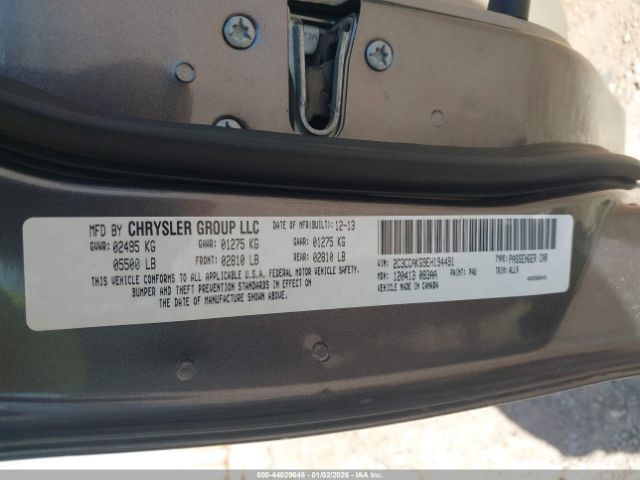 MFD BY CHRYSLER GROUP LLC DATE OF MFR(BUILT): 12-13
GVWR: 02495 KG GAWR: 01275 KG GAWR: 01275 KG
05500 LB FRONT: 02810 LB REAR: 02810 LB
THIS VEHICLE CONFORMS TO ALL APPLICABLE U.S.A. FEDERAL MOTOR VEHICLE SAFETY,
BUMPER AND THEFT PREVENTION STANDARDS IN EFFECT ON
THE DATE OF MANUFACTURE SHOWN ABOVE.
VIN: 2C3CCAKG9EH194491 TYPE: PASSENGER CAR
MDH: 120413 083AA PAINT: PAU TRIM: ALL9
VEHICLE MADE IN CANADA
000-44029648 - 01/02/2026 - IAA Inc.